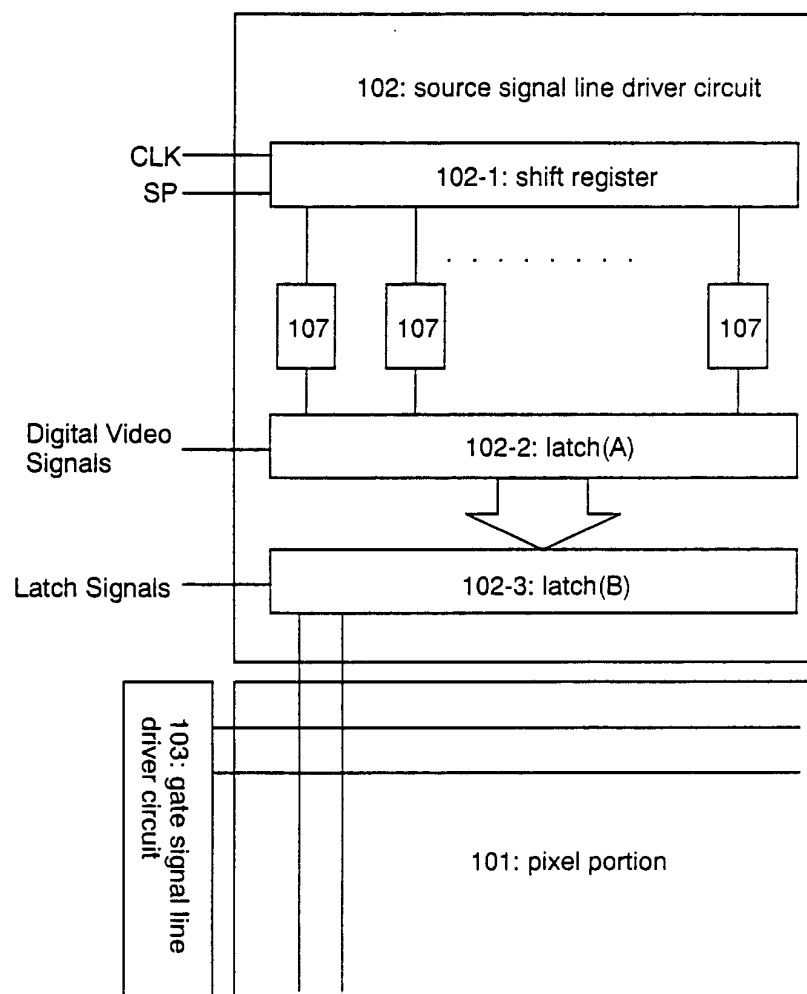 102: source signal line driver circuit
CLK
102-1: shift register
SP
107 107 107
Digital Video
Signals
102-2: latch(A)
Latch Signals
102-3: latch(B)
103: gate signal line
driver circuit
101: pixel portion